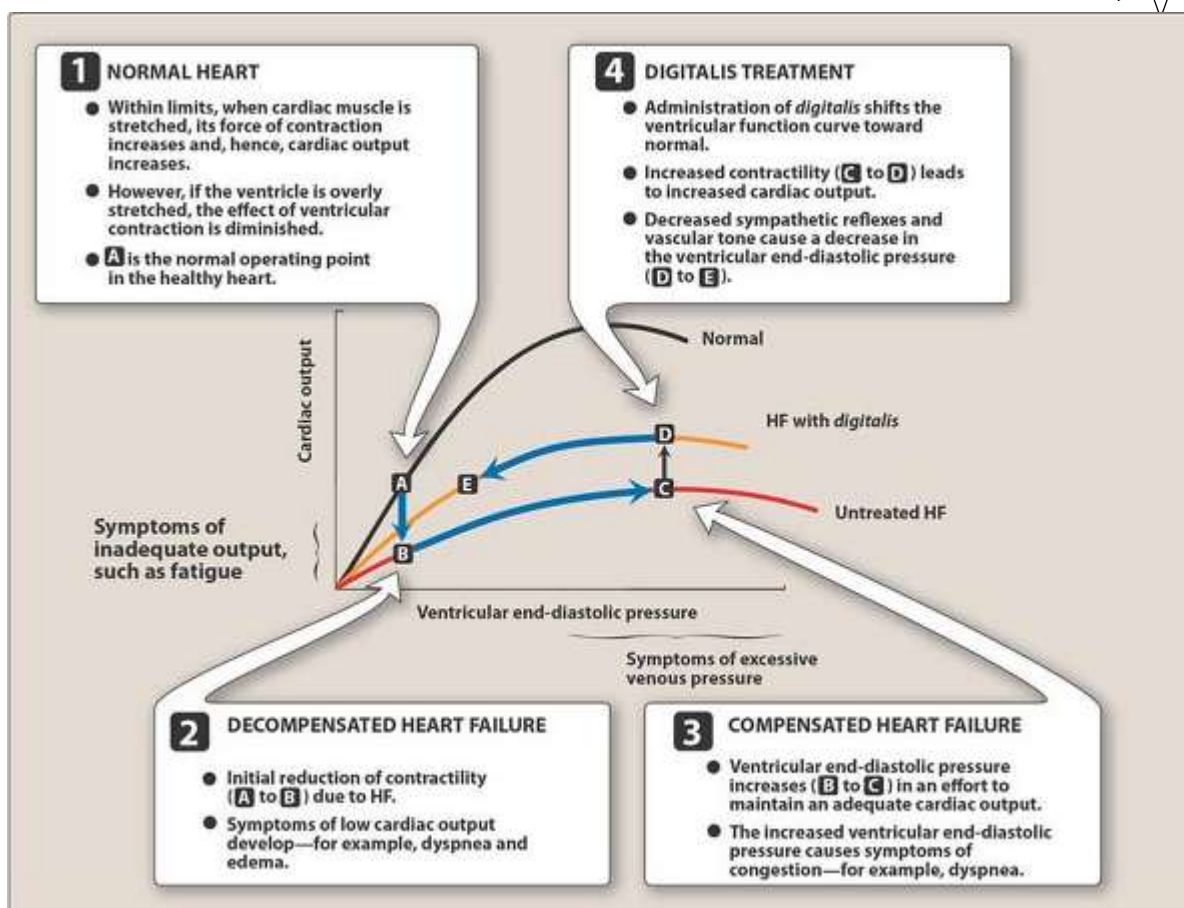 1 NORMAL HEART
● Within limits, when cardiac muscle is
stretched, its force of contraction
increases and, hence, cardiac output
increases.
● However, if the ventricle is overly
stretched, the effect of ventricular
contraction is diminished.
● A is the normal operating point
in the healthy heart.
4 DIGITALIS TREATMENT
● Administration of digitalis shifts the
ventricular function curve toward
normal.
● Increased contractility (C to D) leads
to increased cardiac output.
● Decreased sympathetic reflexes and
vascular tone cause a decrease in
the ventricular end-diastolic pressure
(D to E).
Cardiac output
Normal
HF with digitalis
D
A
E
C
Untreated HF
B
Symptoms of
inadequate output,
such as fatigue
Ventricular end-diastolic pressure
Symptoms of excessive
venous pressure
2 DECOMPENSATED HEART FAILURE
● Initial reduction of contractility
(A to B) due to HF.
● Symptoms of low cardiac output
develop—for example, dyspnea and
edema.
3 COMPENSATED HEART FAILURE
● Ventricular end-diastolic pressure
increases (B to C) in an effort to
maintain an adequate cardiac output.
● The increased ventricular end-diastolic
pressure causes symptoms of
congestion—for example, dyspnea.